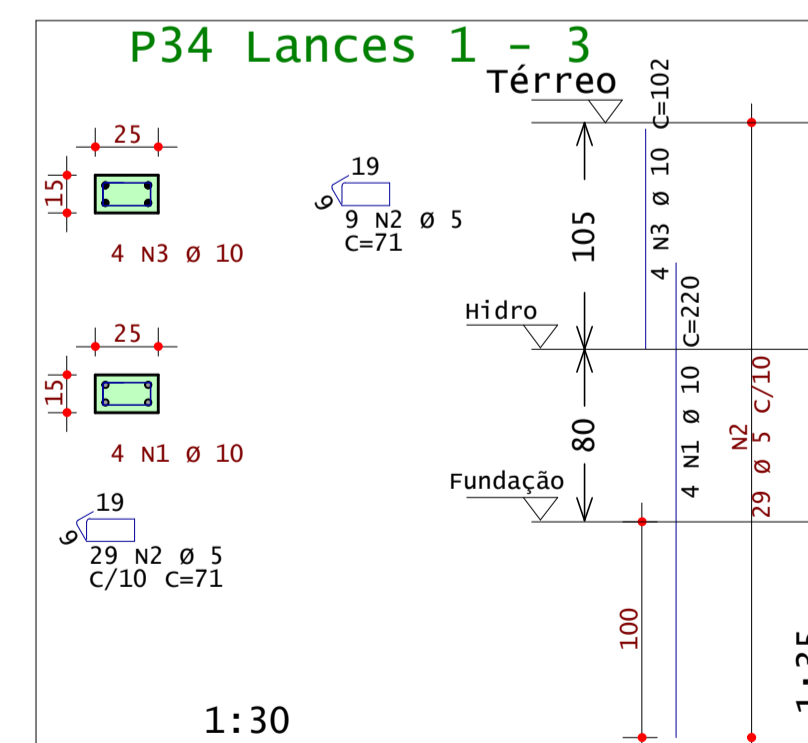 P34 Lances 1 - 3
Térreo
25
15
4 N3 Ø 10
19
9
9 N2 Ø 5
C=71
105
4 N3 Ø 10 C=102
Hidro
25
15
4 N1 Ø 10
80
4 N1 Ø 10 C=220
N2
29 Ø 5 C/10
Fundação
19
9
29 N2 Ø 5
C/10 C=71
100
1:30